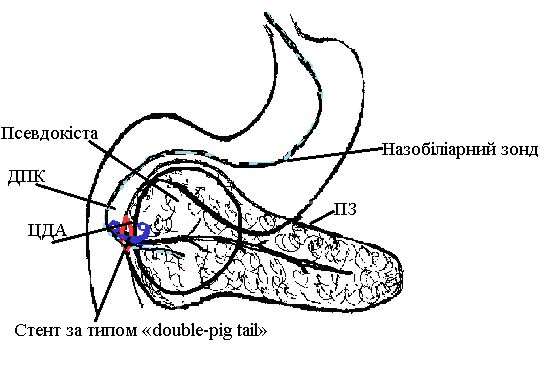 Псевдокіста
Назобіліарний зонд
ДПК
ПЗ
ЦДА
Стент за типом «double-pig tail»